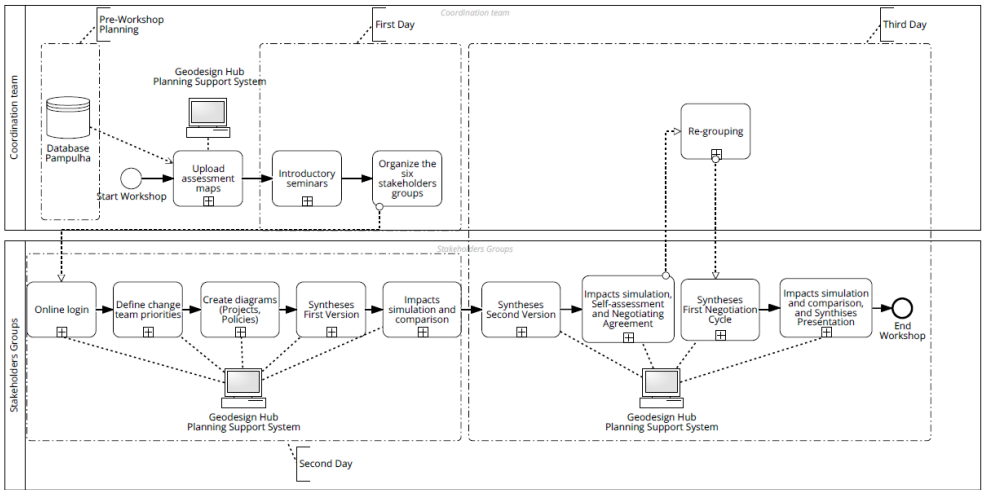 Coordination team
Pre-Workshop
Planning
First Day
Third Day
Coordination team
Geodesign Hub
Planning Support System
Database
Pampulha
Start Workshop
Upload
assessment
maps
Introductory
seminars
Organize the
six
stakeholders
groups
Re-grouping
Stakeholders Groups
Stakeholders Groups
Online login
Define change
team priorities
Create diagrams
(Projects,
Policies)
Syntheses
First Version
Impacts
simulation and
comparison
Syntheses
Second Version
Impacts simulation,
Self-assessment
and Negotiating
Agreement
Syntheses
First Negotiation
Cycle
Impacts simulation
and comparison,
and Synthises
Presentation
End
Workshop
Geodesign Hub
Planning Support System
Geodesign Hub
Planning Support System
Second Day